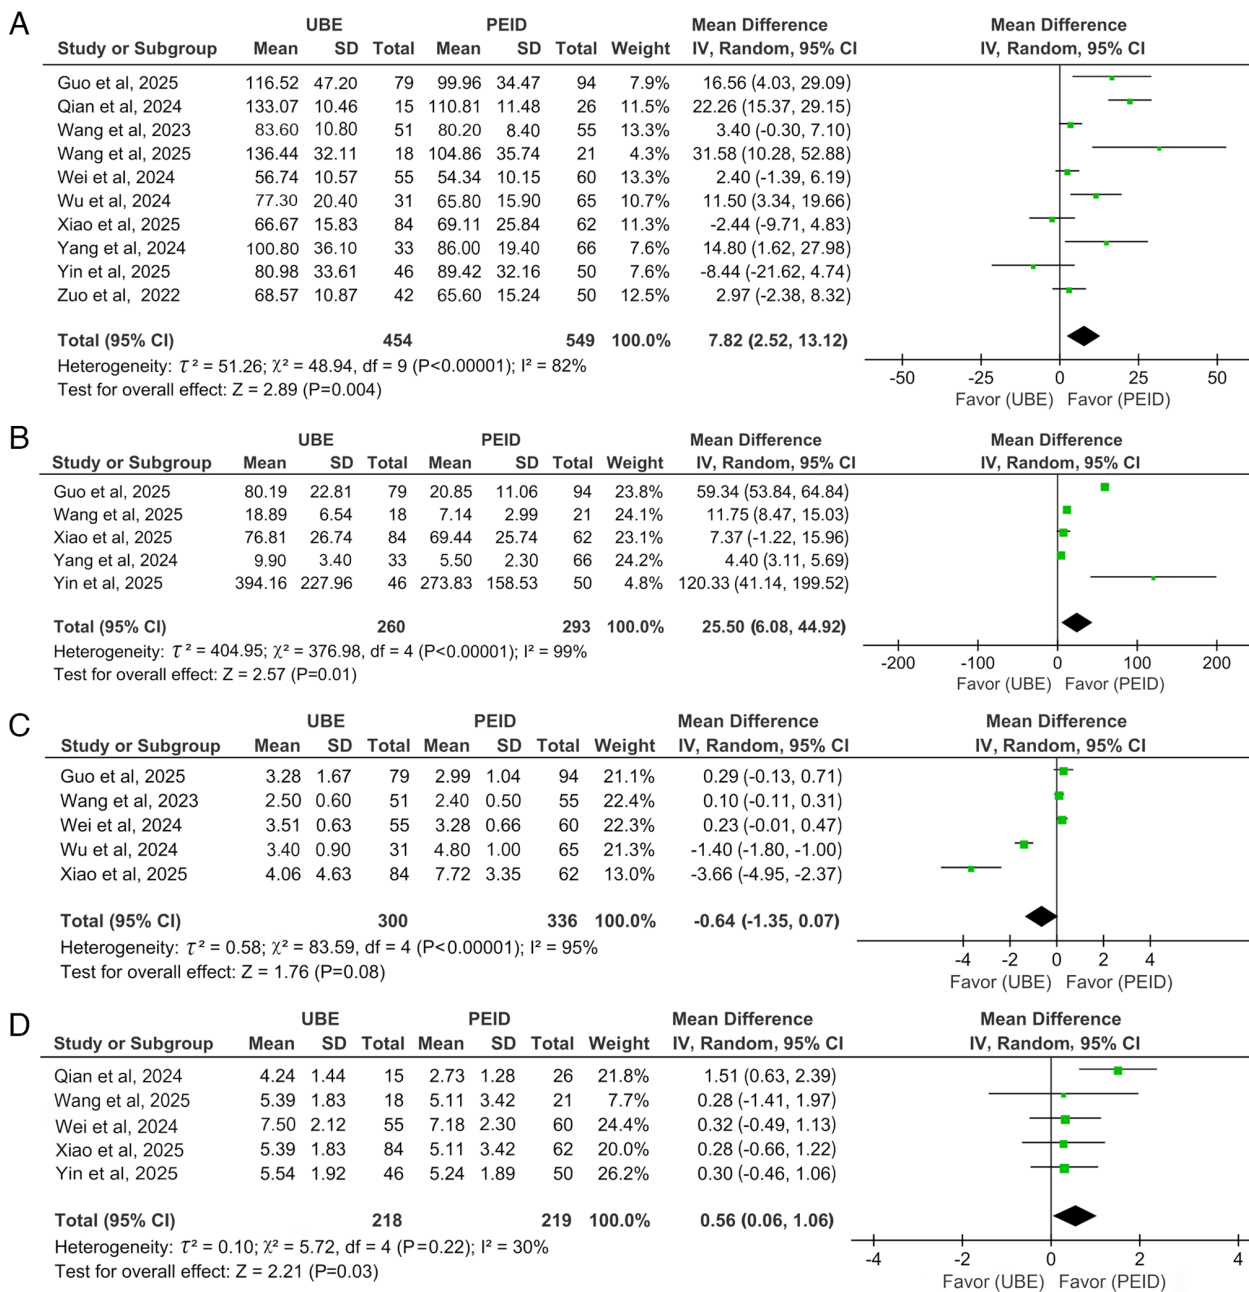 A
UBE PEID Mean Difference Mean Difference
Study or Subgroup Mean SD Total Mean SD Total Weight IV, Random, 95% CI IV, Random, 95% CI
Guo et al, 2025 116.52 47.20 79 99.96 34.47 94 7.9% 16.56 (4.03, 29.09)
Qian et al, 2024 133.07 10.46 15 110.81 11.48 26 11.5% 22.26 (15.37, 29.15)
Wang et al, 2023 83.60 10.80 51 80.20 8.40 55 13.3% 3.40 (-0.30, 7.10)
Wang et al, 2025 136.44 32.11 18 104.86 35.74 21 4.3% 31.58 (10.28, 52.88)
Wei et al, 2024 56.74 10.57 55 54.34 10.15 60 13.3% 2.40 (-1.39, 6.19)
Wu et al, 2024 77.30 20.40 31 65.80 15.90 65 10.7% 11.50 (3.34, 19.66)
Xiao et al, 2025 66.67 15.83 84 69.11 25.84 62 11.3% -2.44 (-9.71, 4.83)
Yang et al, 2024 100.80 36.10 33 86.00 19.40 66 7.6% 14.80 (1.62, 27.98)
Yin et al, 2025 80.98 33.61 46 89.42 32.16 50 7.6% -8.44 (-21.62, 4.74)
Zuo et al, 2022 68.57 10.87 42 65.60 15.24 50 12.5% 2.97 (-2.38, 8.32)
Total (95% CI) 454 549 100.0% 7.82 (2.52, 13.12)
Heterogeneity: τ² = 51.26; χ² = 48.94, df = 9 (P<0.00001); I² = 82%
Test for overall effect: Z = 2.89 (P=0.004)
-50 -25 0 25 50
Favor (UBE) Favor (PEID)
B
UBE PEID Mean Difference Mean Difference
Study or Subgroup Mean SD Total Mean SD Total Weight IV, Random, 95% CI IV, Random, 95% CI
Guo et al, 2025 80.19 22.81 79 20.85 11.06 94 23.8% 59.34 (53.84, 64.84)
Wang et al, 2025 18.89 6.54 18 7.14 2.99 21 24.1% 11.75 (8.47, 15.03)
Xiao et al, 2025 76.81 26.74 84 69.44 25.74 62 23.1% 7.37 (-1.22, 15.96)
Yang et al, 2024 9.90 3.40 33 5.50 2.30 66 24.2% 4.40 (3.11, 5.69)
Yin et al, 2025 394.16 227.96 46 273.83 158.53 50 4.8% 120.33 (41.14, 199.52)
Total (95% CI) 260 293 100.0% 25.50 (6.08, 44.92)
Heterogeneity: τ² = 404.95; χ² = 376.98, df = 4 (P<0.00001); I² = 99%
Test for overall effect: Z = 2.57 (P=0.01)
-200 -100 0 100 200
Favor (UBE) Favor (PEID)
C
UBE PEID Mean Difference Mean Difference
Study or Subgroup Mean SD Total Mean SD Total Weight IV, Random, 95% CI IV, Random, 95% CI
Guo et al, 2025 3.28 1.67 79 2.99 1.04 94 21.1% 0.29 (-0.13, 0.71)
Wang et al, 2023 2.50 0.60 51 2.40 0.50 55 22.4% 0.10 (-0.11, 0.31)
Wei et al, 2024 3.51 0.63 55 3.28 0.66 60 22.3% 0.23 (-0.01, 0.47)
Wu et al, 2024 3.40 0.90 31 4.80 1.00 65 21.3% -1.40 (-1.80, -1.00)
Xiao et al, 2025 4.06 4.63 84 7.72 3.35 62 13.0% -3.66 (-4.95, -2.37)
Total (95% CI) 300 336 100.0% -0.64 (-1.35, 0.07)
Heterogeneity: τ² = 0.58; χ² = 83.59, df = 4 (P<0.00001); I² = 95%
Test for overall effect: Z = 1.76 (P=0.08)
-4 -2 0 2 4
Favor (UBE) Favor (PEID)
D
UBE PEID Mean Difference Mean Difference
Study or Subgroup Mean SD Total Mean SD Total Weight IV, Random, 95% CI IV, Random, 95% CI
Qian et al, 2024 4.24 1.44 15 2.73 1.28 26 21.8% 1.51 (0.63, 2.39)
Wang et al, 2025 5.39 1.83 18 5.11 3.42 21 7.7% 0.28 (-1.41, 1.97)
Wei et al, 2024 7.50 2.12 55 7.18 2.30 60 24.4% 0.32 (-0.49, 1.13)
Xiao et al, 2025 5.39 1.83 84 5.11 3.42 62 20.0% 0.28 (-0.66, 1.22)
Yin et al, 2025 5.54 1.92 46 5.24 1.89 50 26.2% 0.30 (-0.46, 1.06)
Total (95% CI) 218 219 100.0% 0.56 (0.06, 1.06)
Heterogeneity: τ² = 0.10; χ² = 5.72, df = 4 (P=0.22); I² = 30%
Test for overall effect: Z = 2.21 (P=0.03)
-4 -2 0 2 4
Favor (UBE) Favor (PEID)